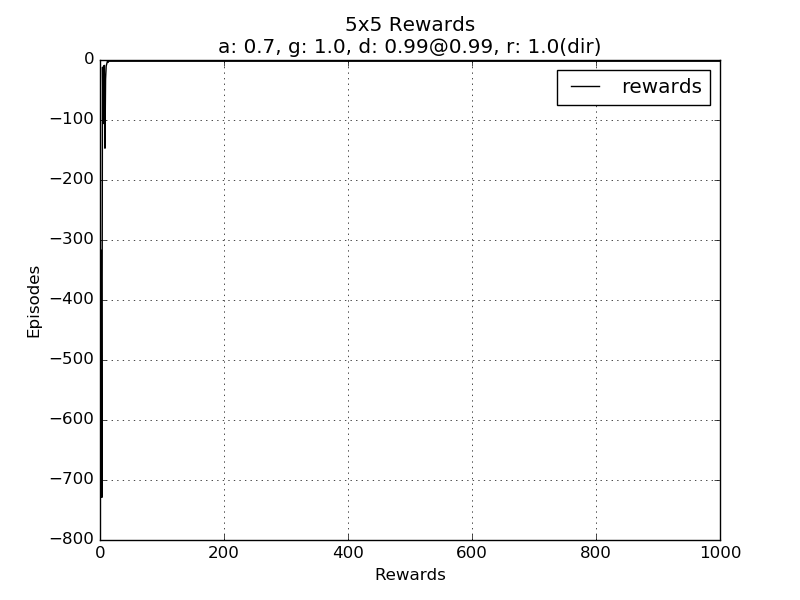 5x5 Rewards
a: 0.7, g: 1.0, d: 0.99@0.99, r: 1.0(dir)
rewards
0
−100
−200
−300
−400
−500
−600
−700
−800
Episodes
0 200 400 600 800 1000
Rewards